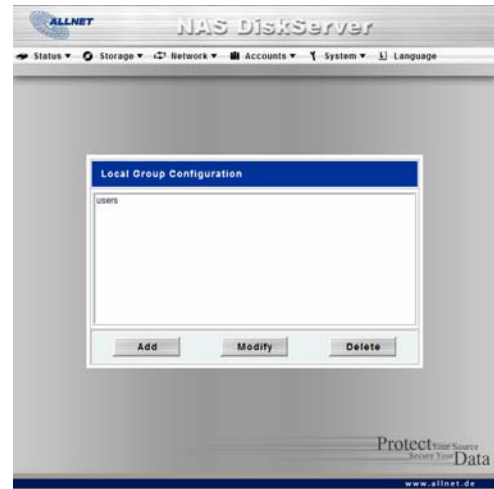 ALLNET
NAS DiskServer
Status Storage Network Accounts System Language
Local Group Configuration
users
Add Modify Delete
Protect Your Source
Secure Your Data
www.allnet.de